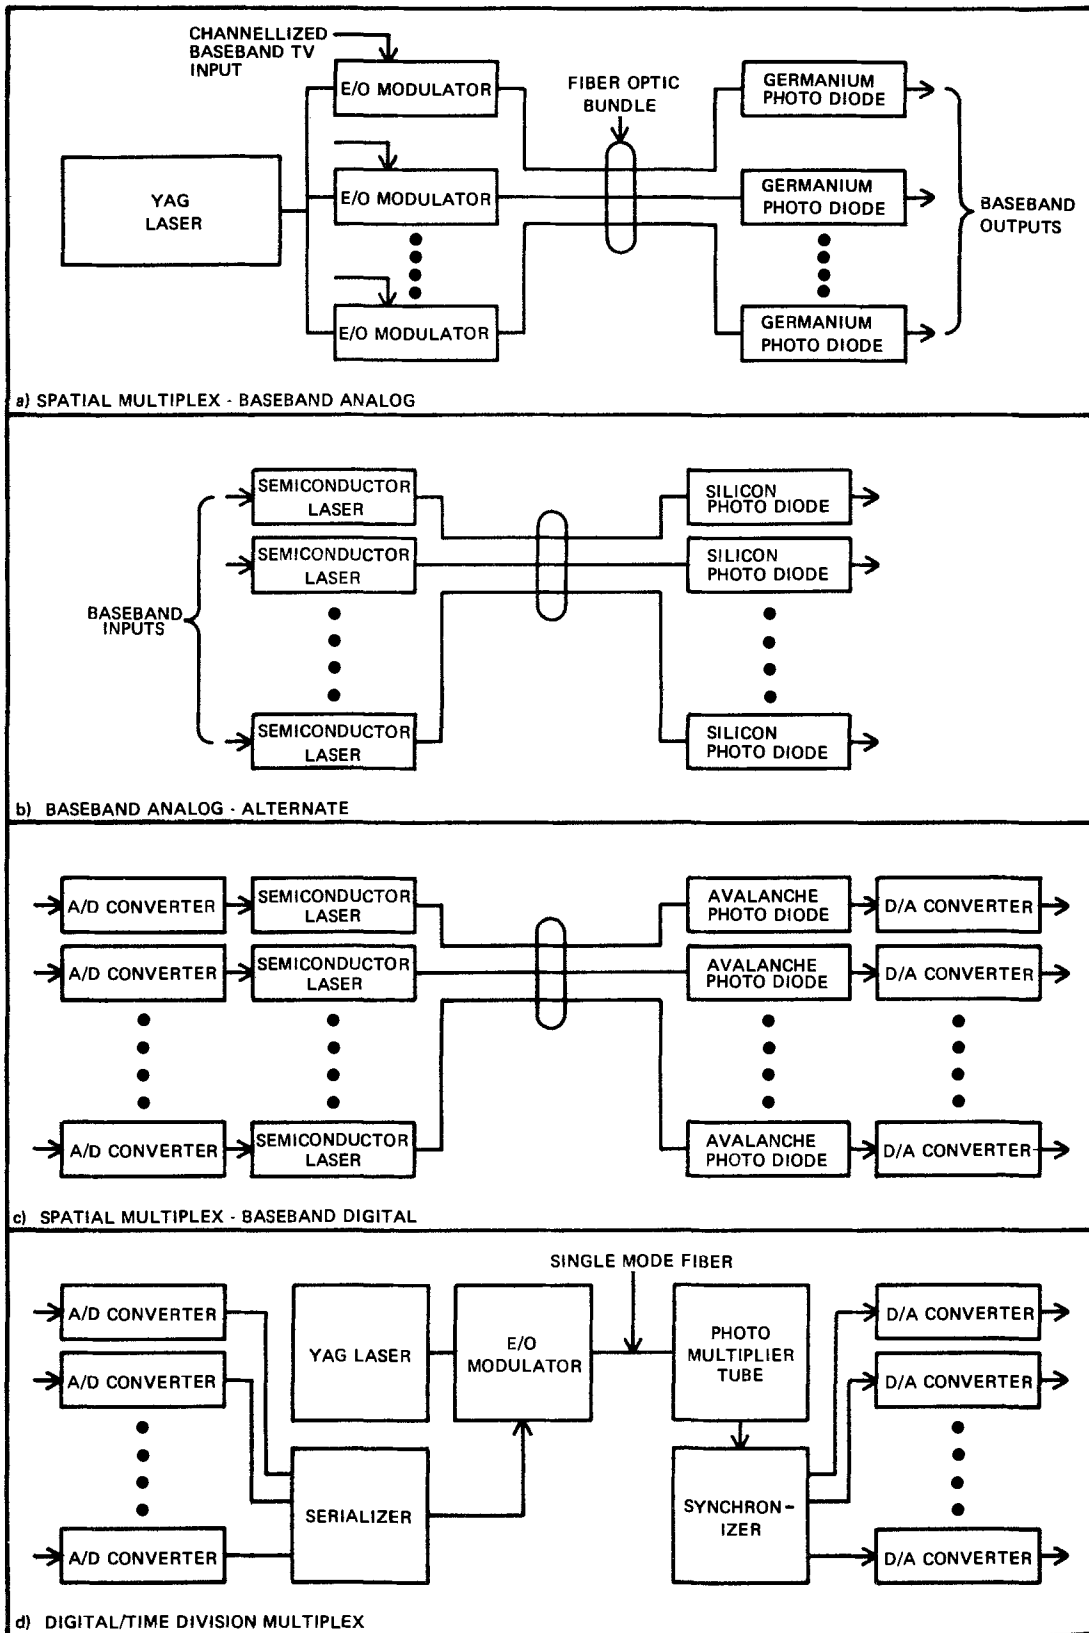 CHANNELLIZED
BASEBAND TV
INPUT
E/O MODULATOR
FIBER OPTIC
BUNDLE
GERMANIUM
PHOTO DIODE
YAG
LASER
E/O MODULATOR
GERMANIUM
PHOTO DIODE
BASEBAND
OUTPUTS
E/O MODULATOR
GERMANIUM
PHOTO DIODE
a) SPATIAL MULTIPLEX - BASEBAND ANALOG
SEMICONDUCTOR
LASER
SILICON
PHOTO DIODE
SEMICONDUCTOR
LASER
SILICON
PHOTO DIODE
BASEBAND
INPUTS
SEMICONDUCTOR
LASER
SILICON
PHOTO DIODE
b) BASEBAND ANALOG - ALTERNATE
A/D CONVERTER
SEMICONDUCTOR
LASER
AVALANCHE
PHOTO DIODE
D/A CONVERTER
A/D CONVERTER
SEMICONDUCTOR
LASER
AVALANCHE
PHOTO DIODE
D/A CONVERTER
A/D CONVERTER
SEMICONDUCTOR
LASER
AVALANCHE
PHOTO DIODE
D/A CONVERTER
c) SPATIAL MULTIPLEX - BASEBAND DIGITAL
SINGLE MODE FIBER
A/D CONVERTER
YAG LASER
E/O
MODULATOR
PHOTO
MULTIPLIER
TUBE
D/A CONVERTER
A/D CONVERTER
D/A CONVERTER
SERIALIZER
SYNCHRON-
IZER
A/D CONVERTER
D/A CONVERTER
d) DIGITAL/TIME DIVISION MULTIPLEX